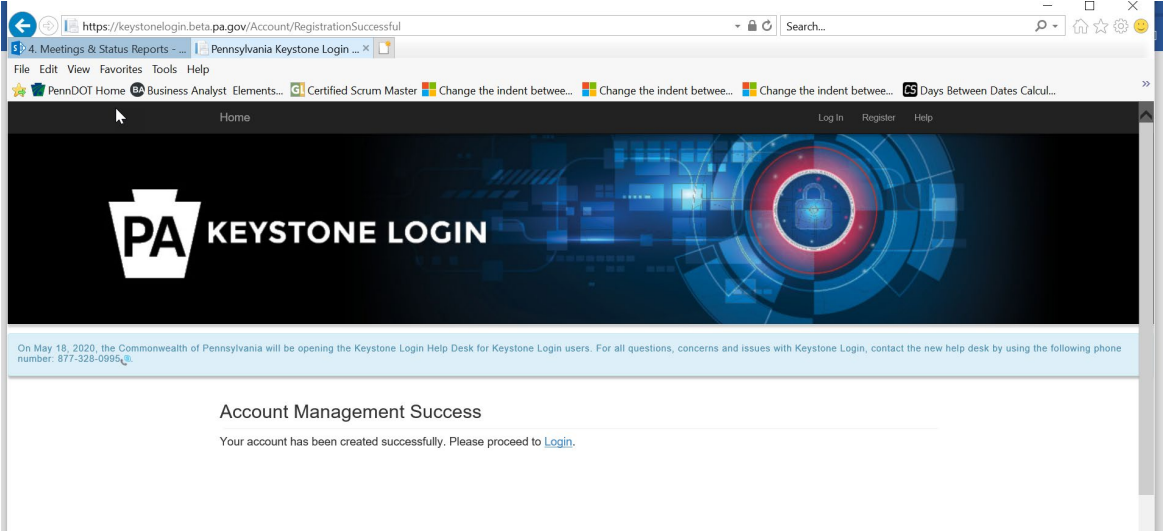 https://keystonelogin.beta.pa.gov/Account/RegistrationSuccessful
Search...
4. Meetings & Status Reports - ...
Pennsylvania Keystone Login ...
File Edit View Favorites Tools Help
PennDOT Home BA Business Analyst Elements... G Certified Scrum Master Change the indent betwee... Change the indent betwee... Change the indent betwee... CS Days Between Dates Calcul...
Home Log In Register Help
PA KEYSTONE LOGIN
On May 18, 2020, the Commonwealth of Pennsylvania will be opening the Keystone Login Help Desk for Keystone Login users. For all questions, concerns and issues with Keystone Login, contact the new help desk by using the following phone
number: 877-328-0995.
Account Management Success
Your account has been created successfully. Please proceed to Login.